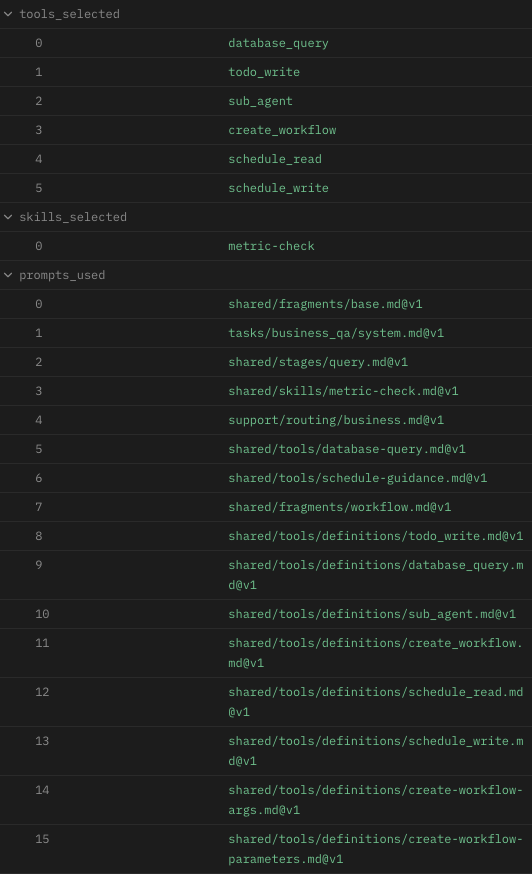 tools_selected
0 database_query
1 todo_write
2 sub_agent
3 create_workflow
4 schedule_read
5 schedule_write
skills_selected
0 metric-check
prompts_used
0 shared/fragments/base.md@v1
1 tasks/business_qa/system.md@v1
2 shared/stages/query.md@v1
3 shared/skills/metric-check.md@v1
4 support/routing/business.md@v1
5 shared/tools/database-query.md@v1
6 shared/tools/schedule-guidance.md@v1
7 shared/fragments/workflow.md@v1
8 shared/tools/definitions/todo_write.md@v1
9 shared/tools/definitions/database_query.m
d@v1
10 shared/tools/definitions/sub_agent.md@v1
11 shared/tools/definitions/create_workflow.
md@v1
12 shared/tools/definitions/schedule_read.md
@v1
13 shared/tools/definitions/schedule_write.m
d@v1
14 shared/tools/definitions/create-workflow-
args.md@v1
15 shared/tools/definitions/create-workflow-
parameters.md@v1